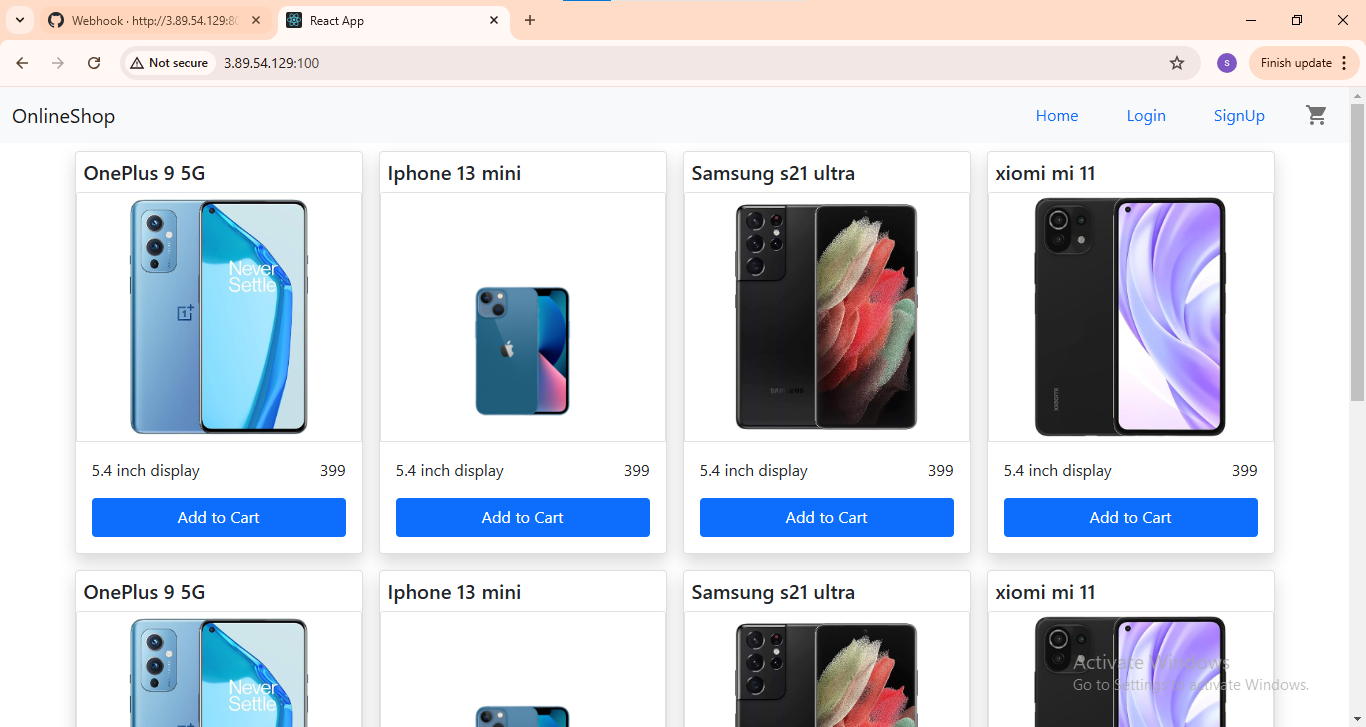 Webhook · http://3.89.54.129:80
React App
Not secure
3.89.54.129:100
S
Finish update
OnlineShop
Home
Login
SignUp
OnePlus 9 5G
Iphone 13 mini
Samsung s21 ultra
xiomi mi 11
Never
Settle
SAMSUNG
XIAOMI
5.4 inch display 399
5.4 inch display 399
5.4 inch display 399
5.4 inch display 399
Add to Cart
Add to Cart
Add to Cart
Add to Cart
OnePlus 9 5G
Iphone 13 mini
Samsung s21 ultra
xiomi mi 11
Never
Settle
Activate Windows
Go to Settings to activate Windows.